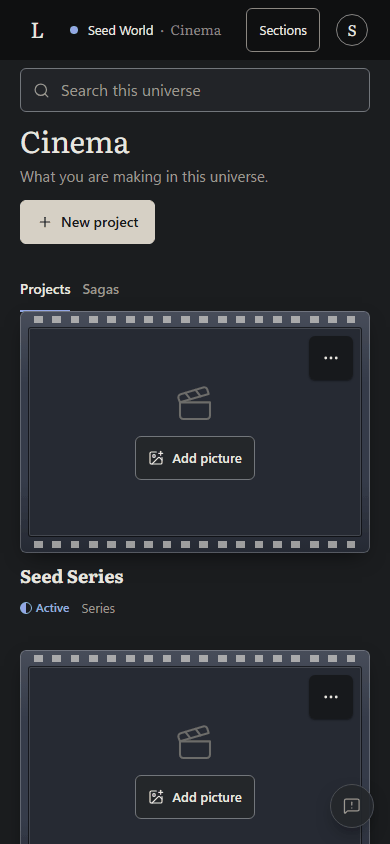 L
Seed World · Cinema
Sections
S
Search this universe
Cinema
What you are making in this universe.
New project
Projects
Sagas
Add picture
Seed Series
Active
Series
Add picture